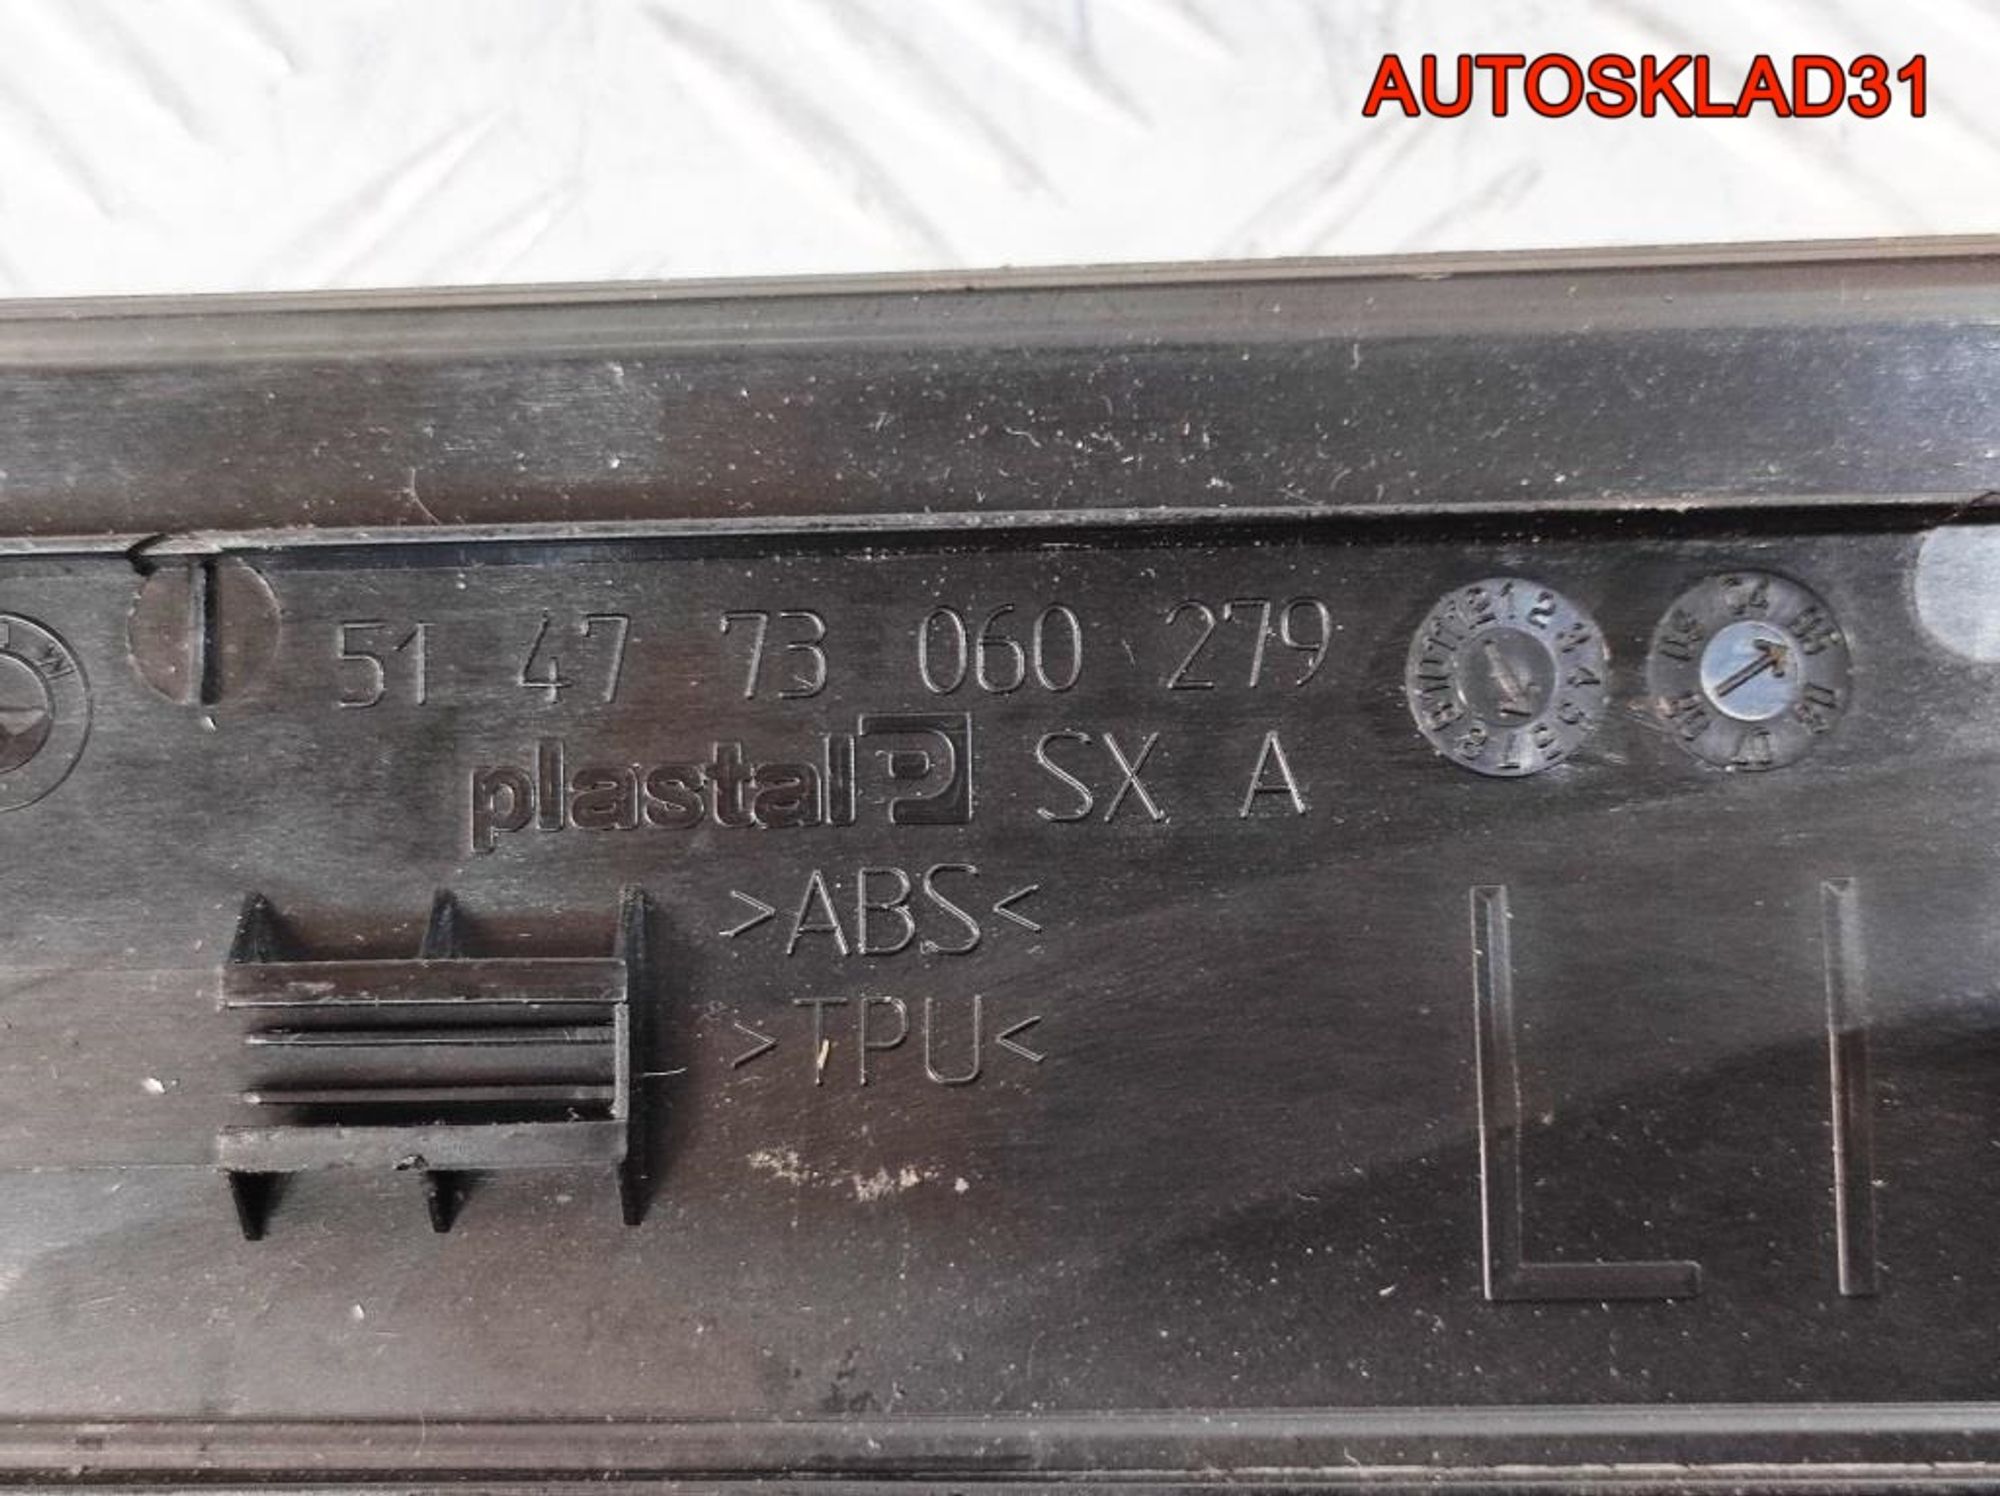 AUTOSKLAD31
51 47 73 060 279
plastal P SX A
>ABS<
>TPU<
LI